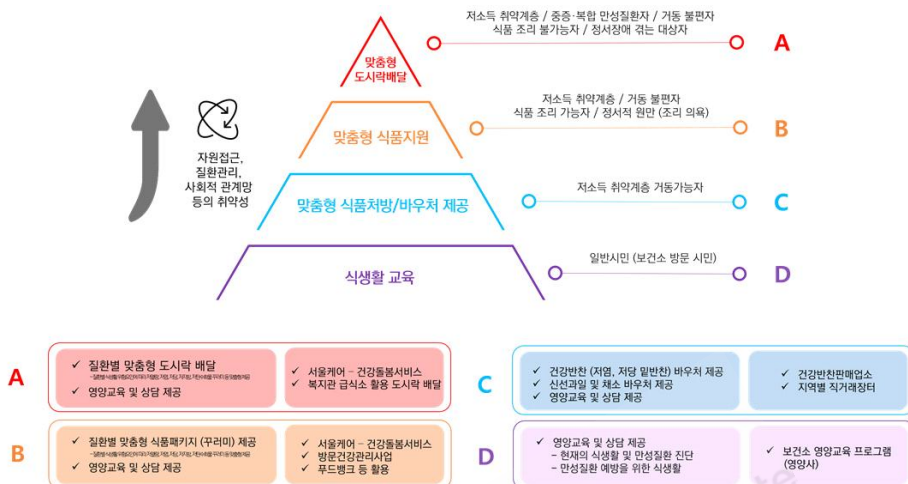 저소득 취약계층 / 중증·복합 만성질환자 / 거동 불편자
식품 조리 불가능자 / 정서장애 겪는 대상자
A
맞춤형
도시락배달
저소득 취약계층 / 거동 불편자
식품 조리 가능자 / 정서적 원만 (조리 의욕)
B
맞춤형 식품지원
자원접근,
질환관리,
사회적 관계망
등의 취약성
저소득 취약계층 거동가능자
C
맞춤형 식품처방/바우처 제공
일반시민 (보건소 방문 시민)
D
식생활 교육
A
✓ 질환별 맞춤형 도시락 배달
✓ 영양교육 및 상담 제공
✓ 서울케어 – 건강돌봄서비스
✓ 복지관 급식소 활용 도시락 배달
B
✓ 질환별 맞춤형 식품패키지 (꾸러미) 제공
✓ 영양교육 및 상담 제공
✓ 서울케어 – 건강돌봄서비스
✓ 방문건강관리사업
✓ 푸드뱅크 등 활용
C
✓ 건강반찬 (저염, 저당 밑반찬) 바우처 제공
✓ 신선과일 및 채소 바우처 제공
✓ 영양교육 및 상담 제공
✓ 건강반찬판매업소
✓ 지역별 직거래장터
D
✓ 영양교육 및 상담 제공
– 현재의 식생활 및 만성질환 진단
– 만성질환 예방을 위한 식생활
✓ 보건소 영양교육 프로그램
(영양사)